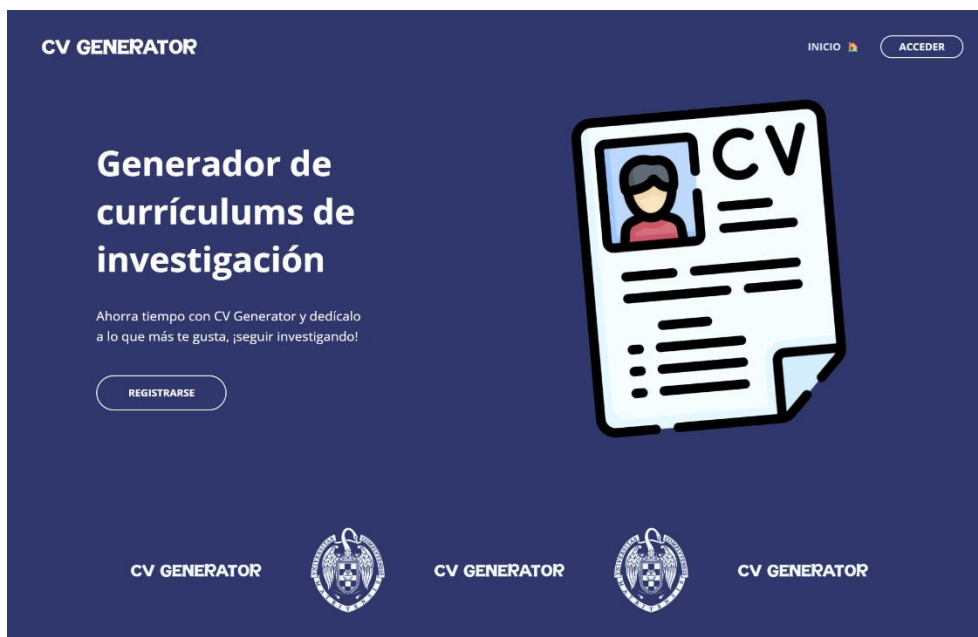 CV GENERATOR
INICIO
ACCEDER
Generador de
currículums de
investigación
Ahorra tiempo con CV Generator y dedícalo
a lo que más te gusta, ¡seguir investigando!
REGISTRARSE
CV
CV GENERATOR
CV GENERATOR
CV GENERATOR